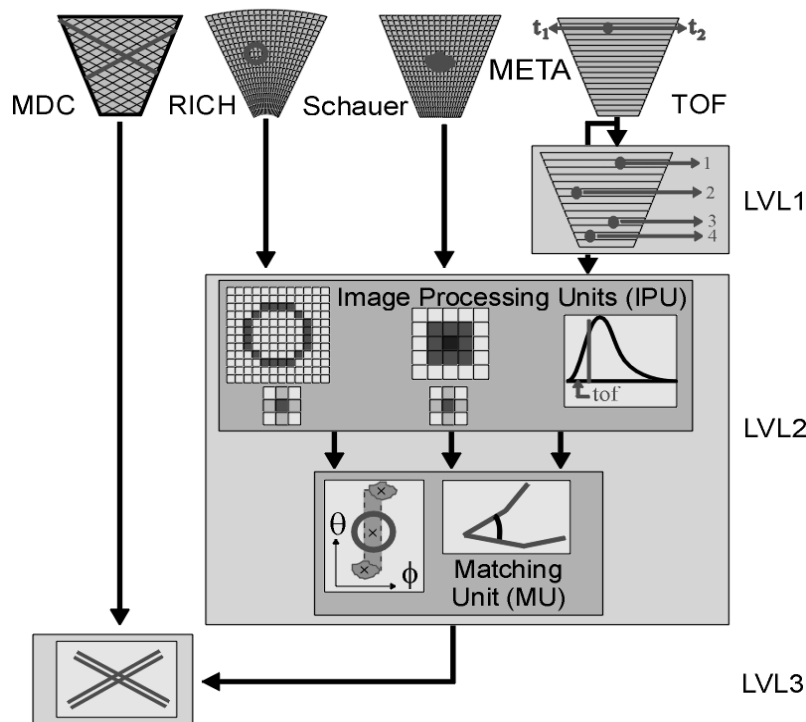 t₁ t₂
META
MDC RICH Schauer TOF
1
2
3
4
LVL1
Image Processing Units (IPU)
tof
LVL2
θ
ϕ
Matching
Unit (MU)
LVL3